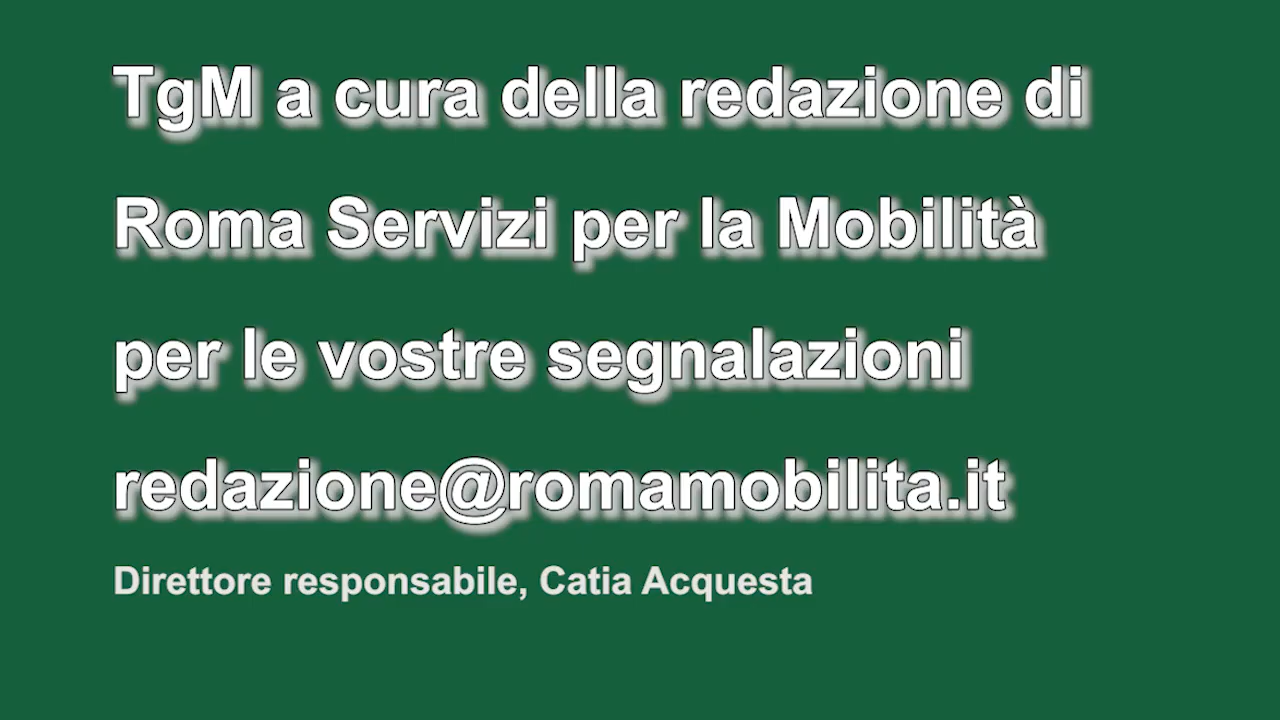 TgM a cura della redazione di
Roma Servizi per la Mobilità
per le vostre segnalazioni
redazione@romamobilita.it
Direttore responsabile, Catia Acquesta